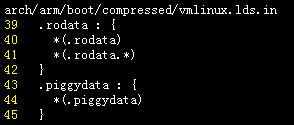 arch/arm/boot/compressed/vmlinux.lds.in
39 .rodata : {
40 *(.rodata)
41 *(.rodata.*)
42 }
43 .piggydata : {
44 *(.piggydata)
45 }